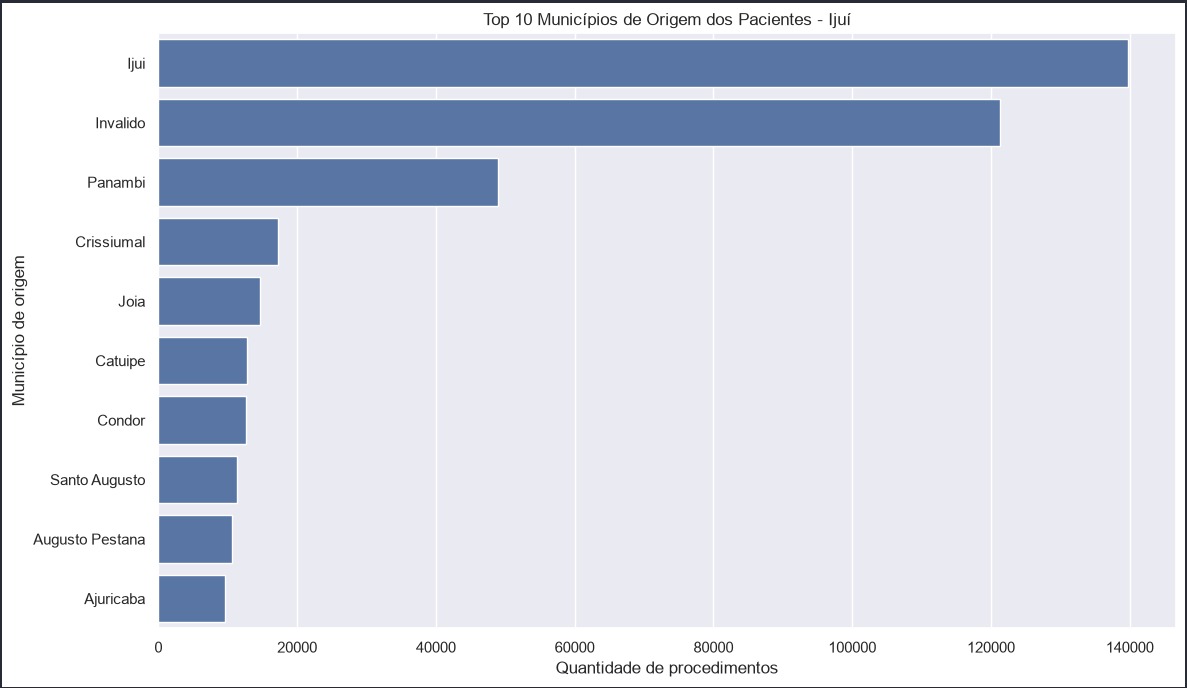 Top 10 Municípios de Origem dos Pacientes - Ijuí
Município de origem
Ijui
Invalido
Panambi
Crissiumal
Joia
Catuipe
Condor
Santo Augusto
Augusto Pestana
Ajuricaba
0 20000 40000 60000 80000 100000 120000 140000
Quantidade de procedimentos